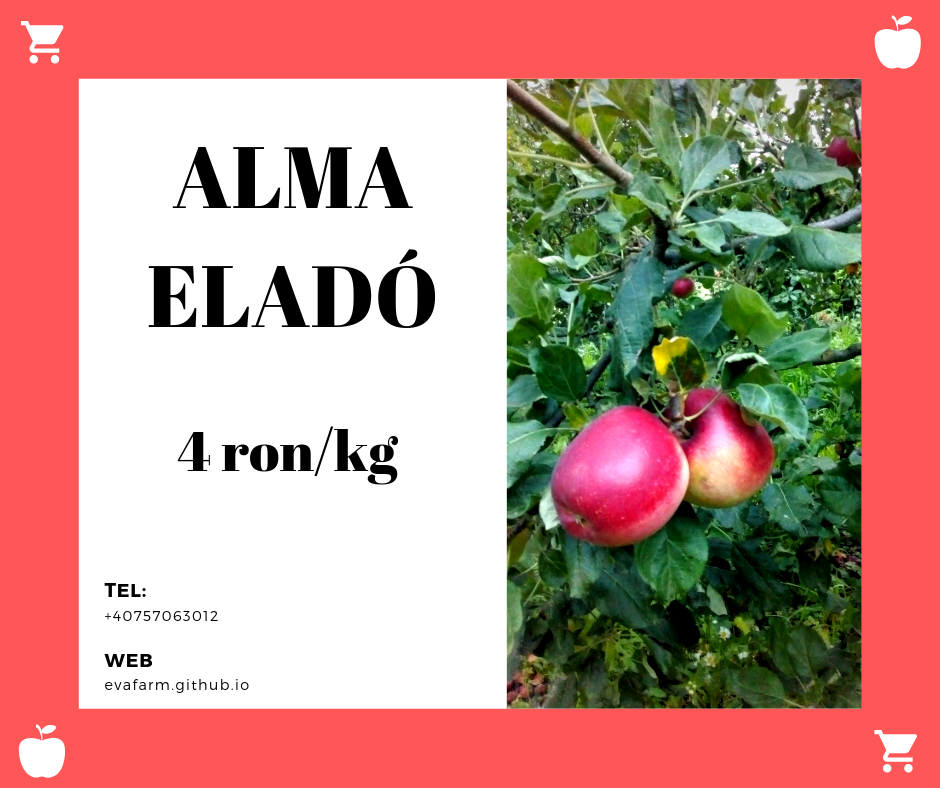 ALMA
ELADÓ
4 ron/kg
TEL:
+40757063012
WEB
evafarm.github.io